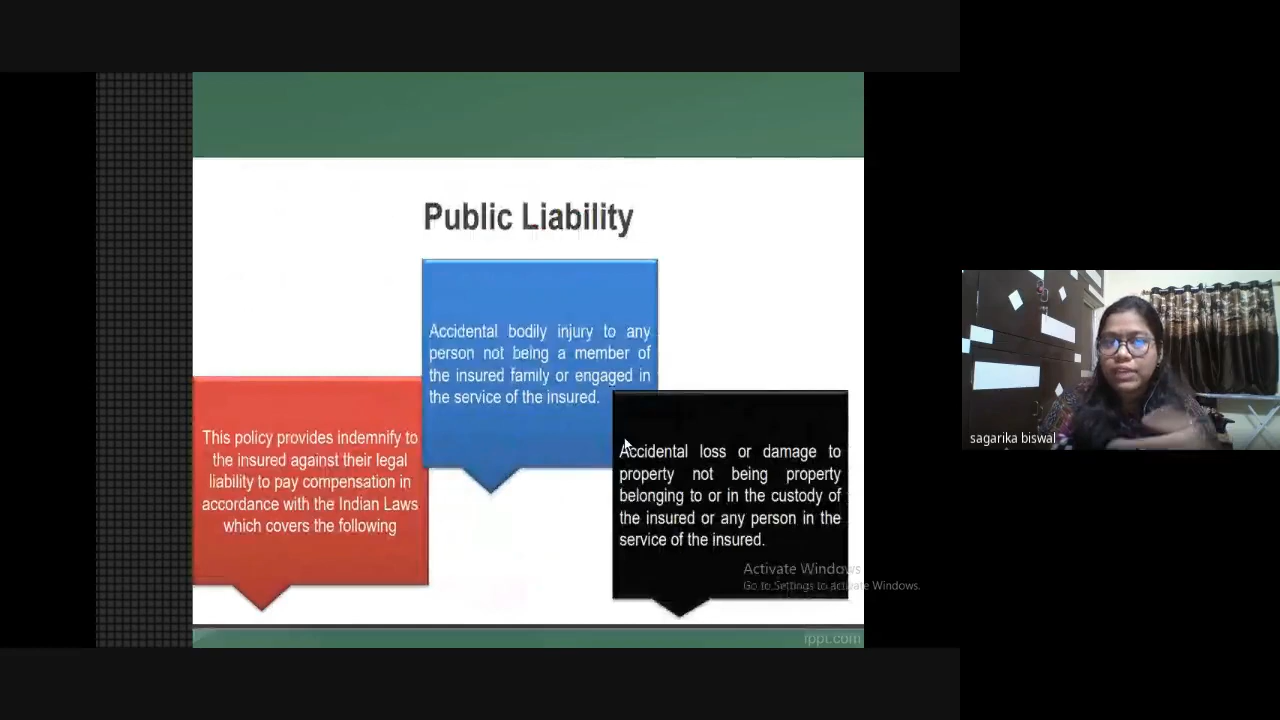 Public Liability
This policy provides indemnify to
the insured against their legal
liability to pay compensation in
accordance with the Indian Laws
which covers the following
Accidental bodily injury to any
person not being a member of
the insured family or engaged in
the service of the insured.
Accidental loss or damage to
property not being property
belonging to or in the custody of
the insured or any person in the
service of the insured.
Activate Windows
Go to Settings to activate Windows.
fppt.com
sagarika biswal